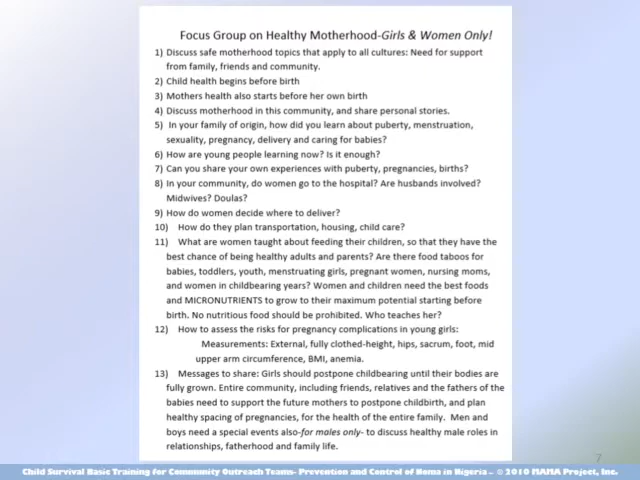 Focus Group on Healthy Motherhood-Girls & Women Only!
1) Discuss safe motherhood topics that apply to all cultures: Need for support
from family, friends and community.
2) Child health begins before birth
3) Mothers health also starts before her own birth
4) Discuss motherhood in this community, and share personal stories.
5) In your family of origin, how did you learn about puberty, menstruation,
sexuality, pregnancy, delivery and caring for babies?
6) How are young people learning now? Is it enough?
7) Can you share your own experiences with puberty, pregnancies, births?
8) In your community, do women go to the hospital? Are husbands involved?
Midwives? Doulas?
9) How do women decide where to deliver?
10) How do they plan transportation, housing, child care?
11) What are women taught about feeding their children, so that they have the
best chance of being healthy adults and parents? Are there food taboos for
babies, toddlers, youth, menstruating girls, pregnant women, nursing moms,
and women in childbearing years? Women and children need the best foods
and MICRONUTRIENTS to grow to their maximum potential starting before
birth. No nutritious food should be prohibited. Who teaches her?
12) How to assess the risks for pregnancy complications in young girls:
Measurements: External, fully clothed-height, hips, sacrum, foot, mid
upper arm circumference, BMI, anemia.
13) Messages to share: Girls should postpone childbearing until their bodies are
fully grown. Entire community, including friends, relatives and the fathers of the
babies need to support the future mothers to postpone childbirth, and plan
healthy spacing of pregnancies, for the health of the entire family. Men and
boys need a special events also-for males only- to discuss healthy male roles in
relationships, fatherhood and family life.
7
Child Survival Basic Training for Community Outreach Teams- Prevention and Control of Noma in Nigeria – © 2010 MAMA Project, Inc.